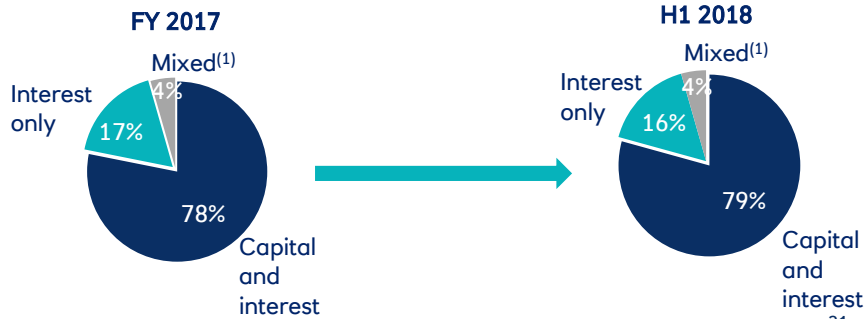 FY 2017
Mixed(1)
4%
Interest
only
17%
78%
Capital
and
interest
H1 2018
Mixed(1)
4%
Interest
only
16%
79%
Capital
and
interest